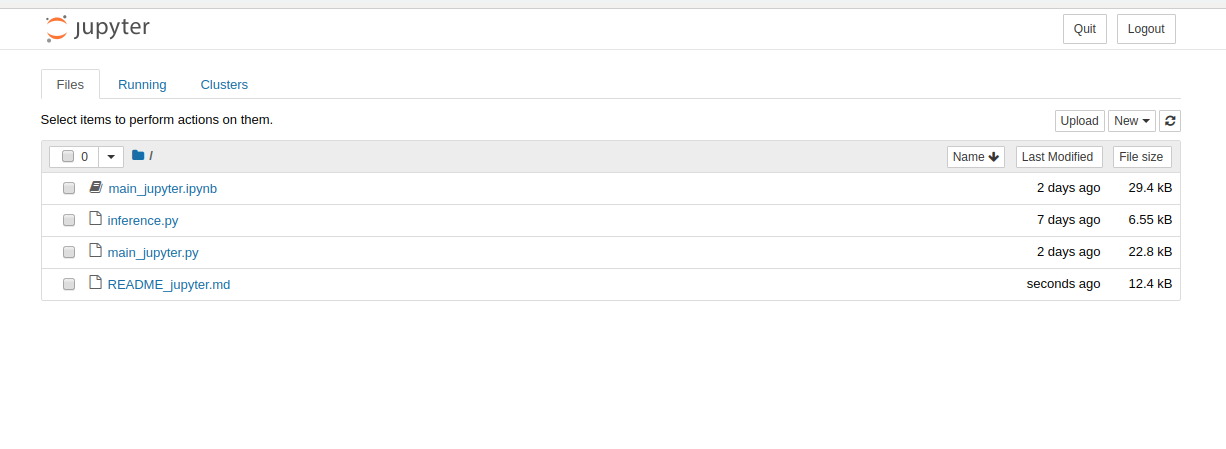 jupyter
Quit Logout
Files Running Clusters
Select items to perform actions on them.
Upload New
0 / Name Last Modified File size
main_jupyter.ipynb 2 days ago 29.4 kB
inference.py 7 days ago 6.55 kB
main_jupyter.py 2 days ago 22.8 kB
README_jupyter.md seconds ago 12.4 kB